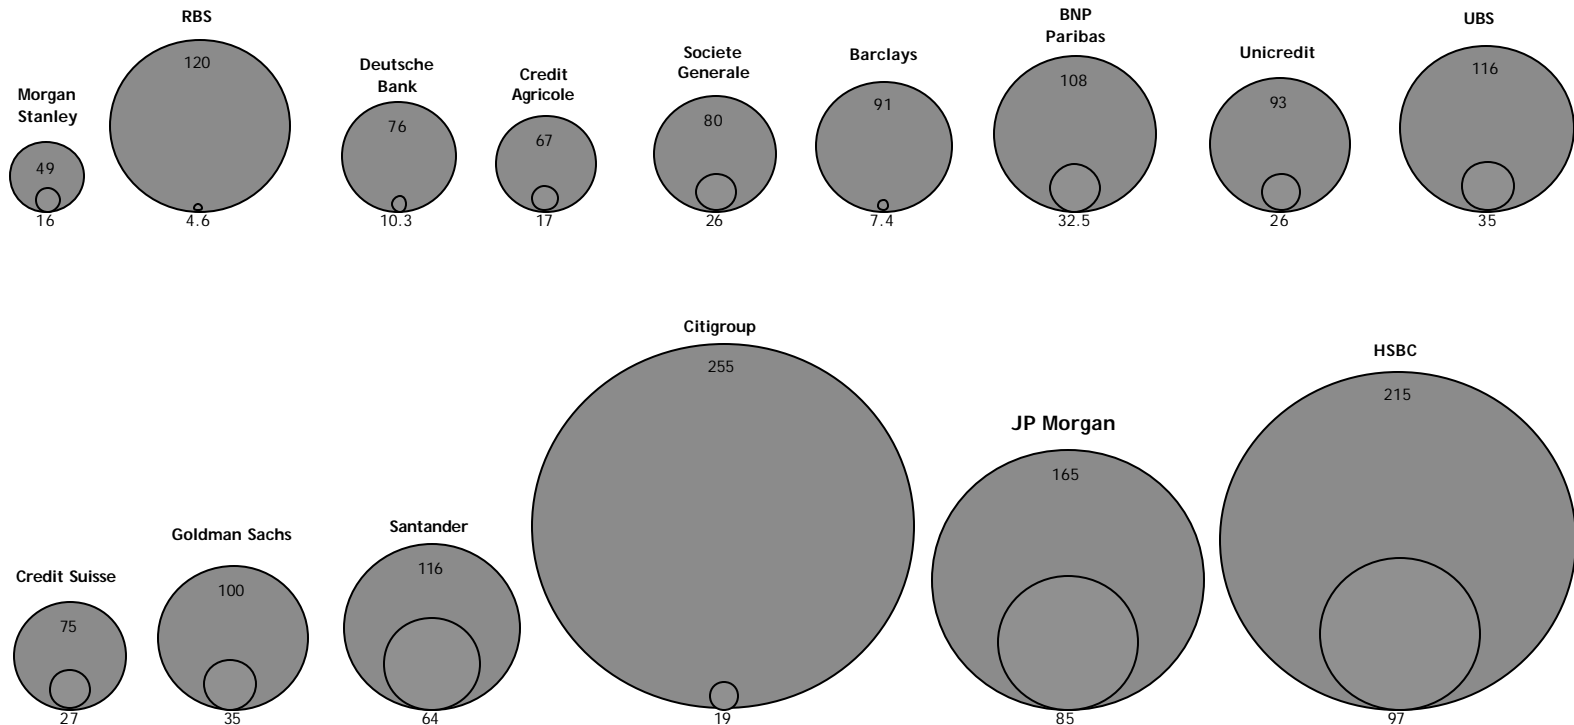 Morgan
Stanley
49
16
RBS
120
4.6
Deutsche
Bank
76
10.3
Credit
Agricole
67
17
Societe
Generale
80
26
Barclays
91
7.4
BNP
Paribas
108
32.5
Unicredit
93
26
UBS
116
35
Credit Suisse
75
27
Goldman Sachs
100
35
Santander
116
64
Citigroup
255
19
JP Morgan
165
85
HSBC
215
97